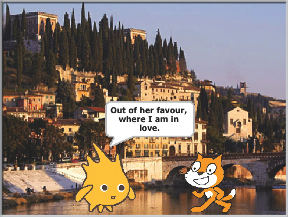 Out of her favour,
where I am in
love.